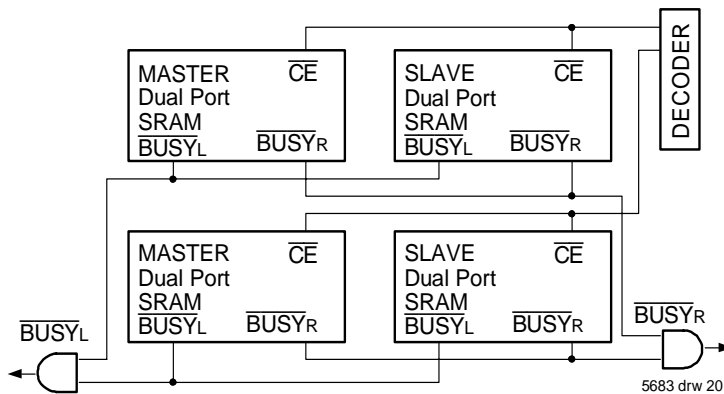 MASTER
Dual Port
SRAM
CE
BUSYL
BUSYR
SLAVE
Dual Port
SRAM
CE
BUSYL
BUSYR
DECODER
MASTER
Dual Port
SRAM
CE
BUSYL
BUSYR
SLAVE
Dual Port
SRAM
CE
BUSYL
BUSYR
BUSYL
BUSYR
5683 drw 20